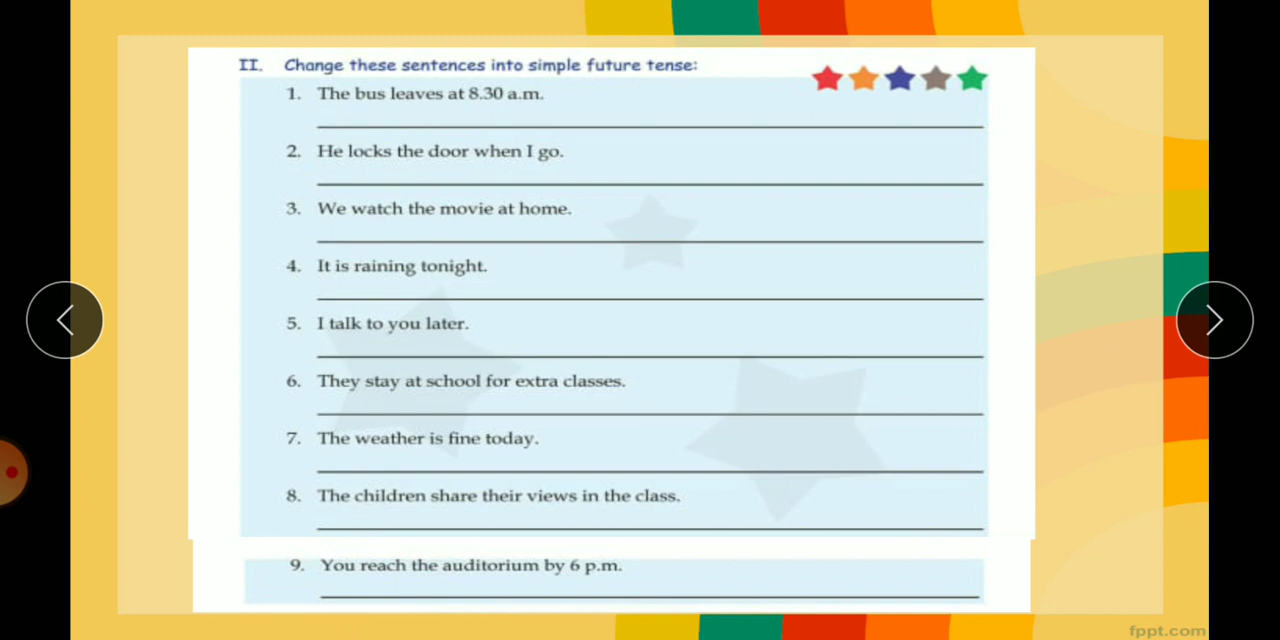 II. Change these sentences into simple future tense:
1. The bus leaves at 8.30 a.m.
2. He locks the door when I go.
3. We watch the movie at home.
4. It is raining tonight.
5. I talk to you later.
6. They stay at school for extra classes.
7. The weather is fine today.
8. The children share their views in the class.
9. You reach the auditorium by 6 p.m.
fppt.com